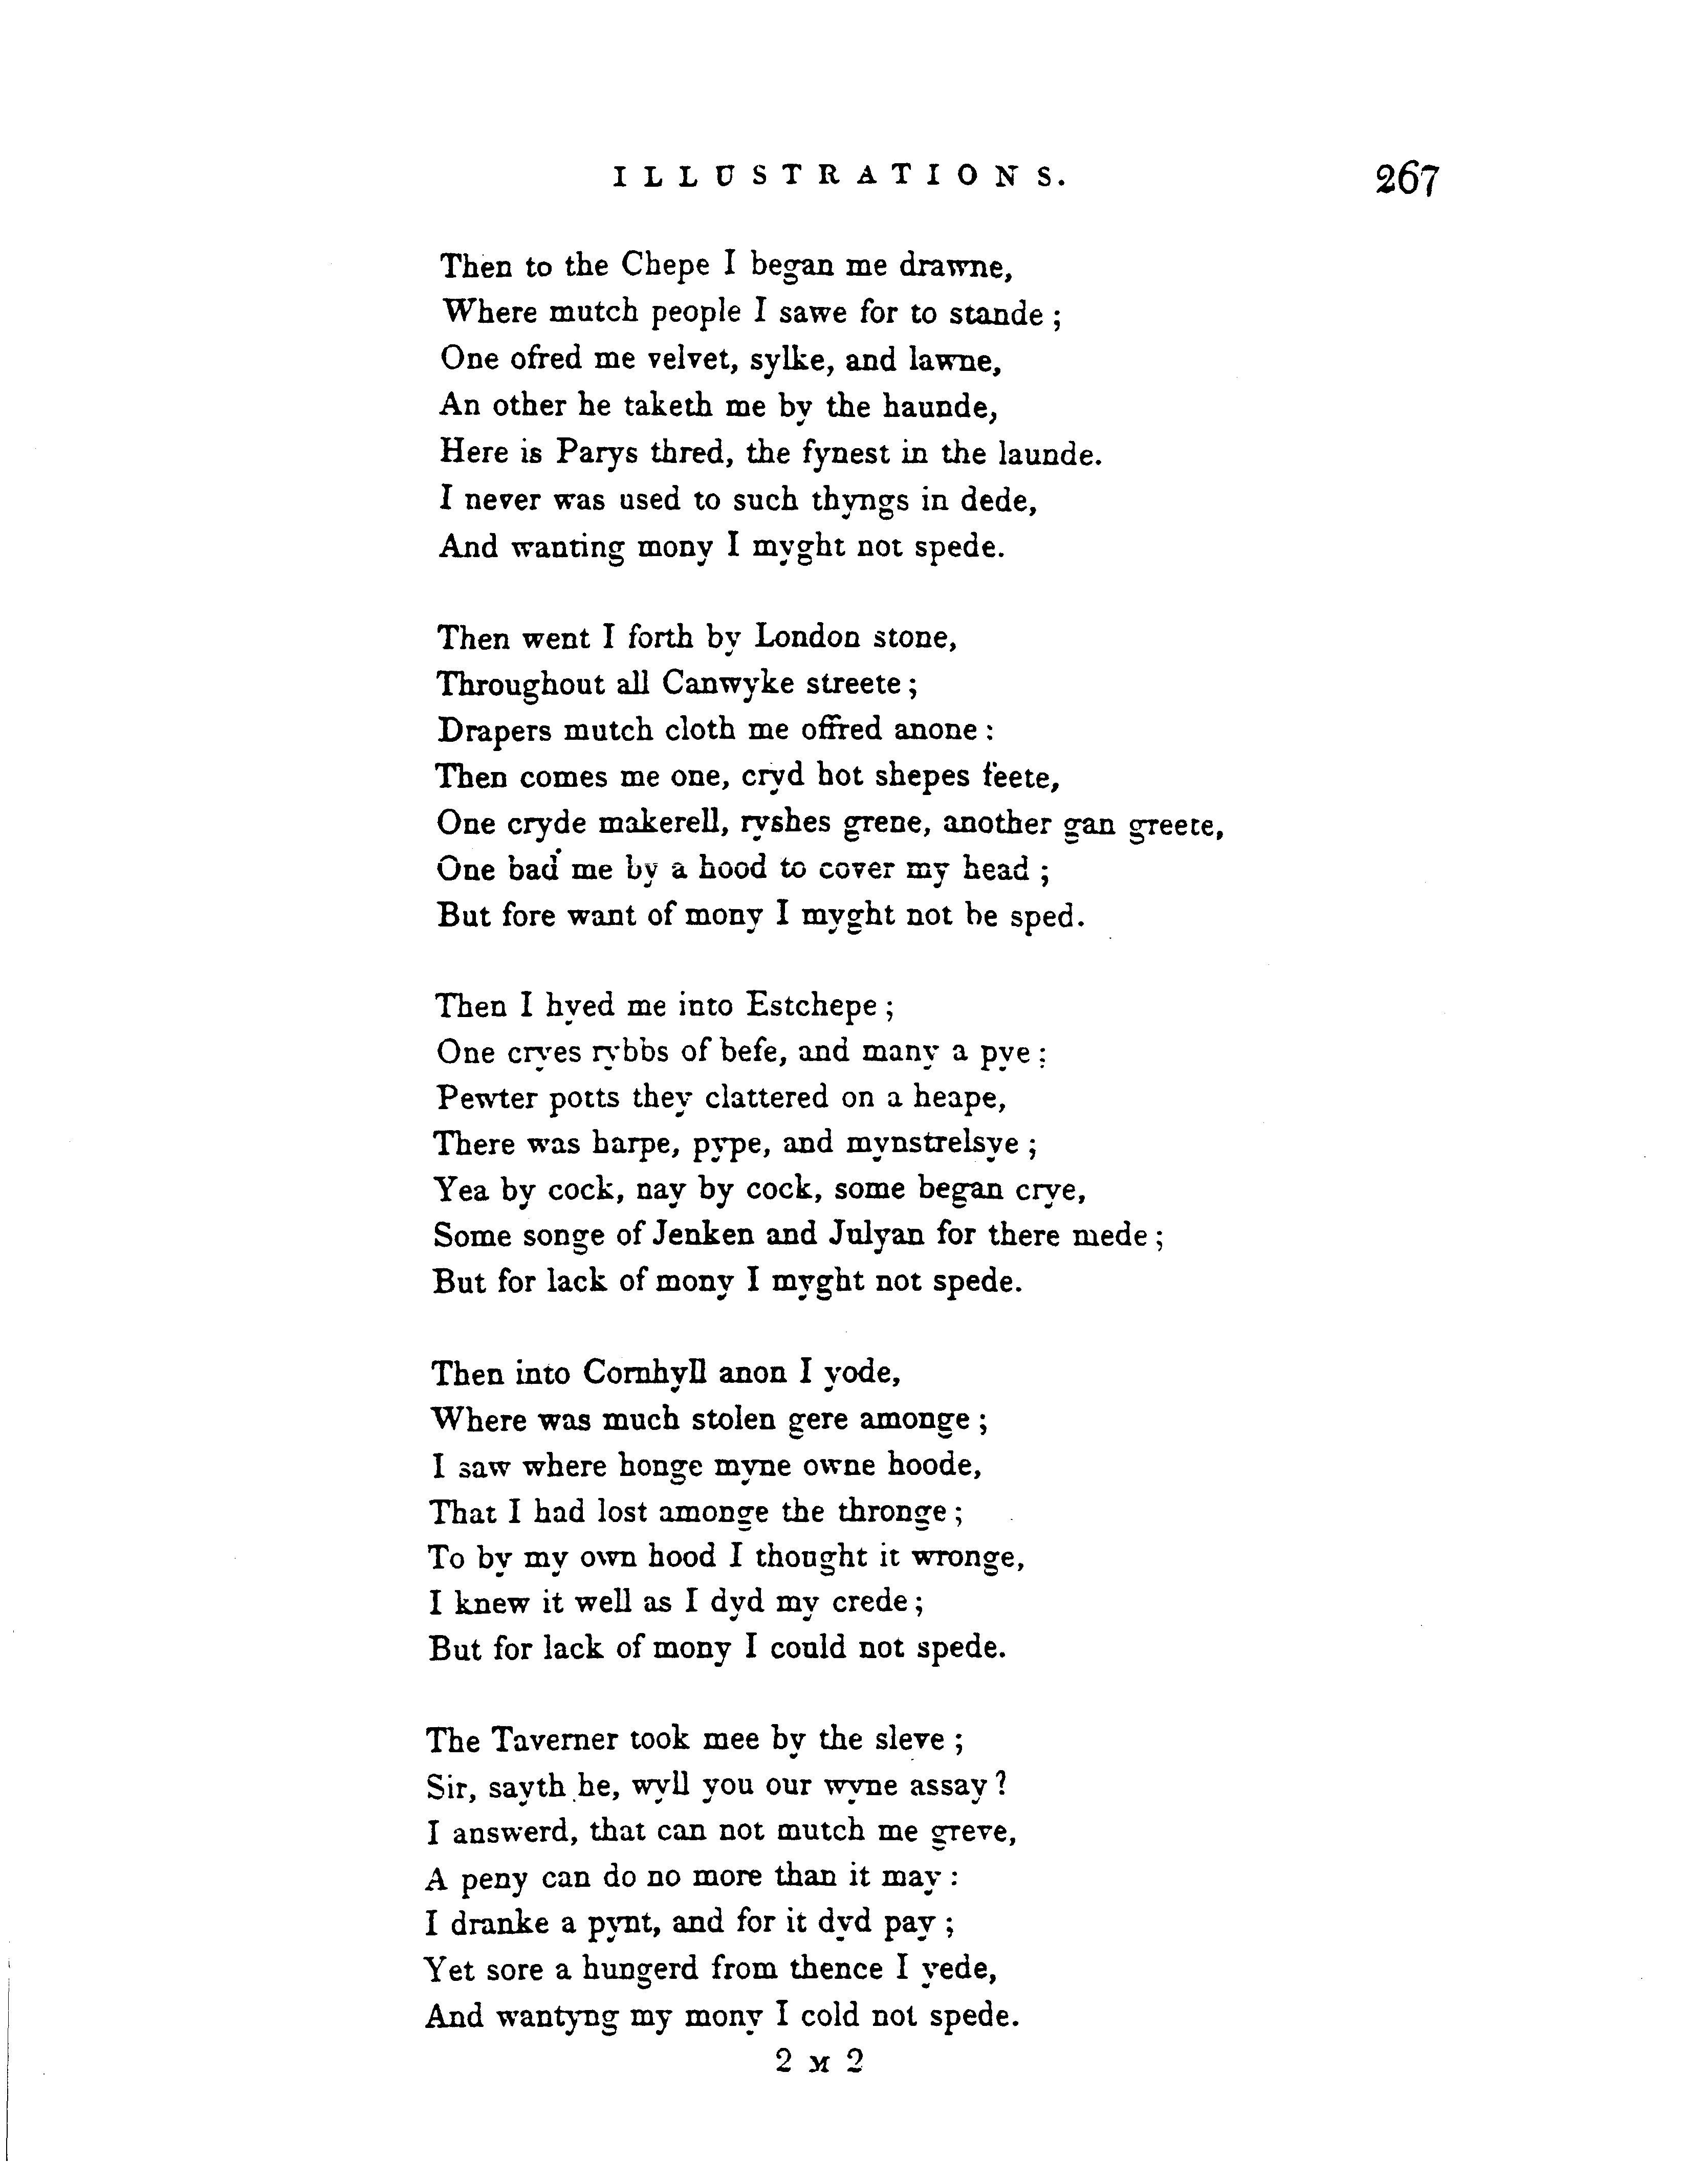 ILLUSTRATIONS. 267
Then to the Chepe I began me drawne,
Where mutch people I sawe for to stande ;
One ofred me velvet, sylke, and lawne,
An other he taketh me by the haunde,
Here is Parys thred, the fynest in the launde.
I never was used to such thyngs in dede,
And wanting mony I myght not spede.
Then went I forth by London stone,
Throughout all Canwyke streete ;
Drapers mutch cloth me offred anone :
Then comes me one, cryd hot shepes feete,
One cryde makerell, ryshes grene, another gan greete,
One bad me by a hood to cover my head ;
But fore want of mony I myght not be sped.
Then I hyed me into Estchepe ;
One cryes rybbs of befe, and many a pye ;
Pewter potts they clattered on a heape,
There was harpe, pype, and mynstrelsye ;
Yea by cock, nay by cock, some began crye,
Some songe of Jenken and Julyan for there mede ;
But for lack of mony I myght not spede.
Then into Cornhyll anon I yode,
Where was much stolen gere amonge ;
I saw where honge myne owne hoode,
That I had lost amonge the thronge ;
To by my own hood I thought it wronge,
I knew it well as I dyd my crede ;
But for lack of mony I could not spede.
The Taverner took mee by the sleve ;
Sir, sayth he, wyll you our wyne assay ?
I answerd, that can not mutch me greve,
A peny can do no more than it may :
I dranke a pynt, and for it dyd pay ;
Yet sore a hungerd from thence I yede,
And wantyng my mony I cold not spede.
2 M 2